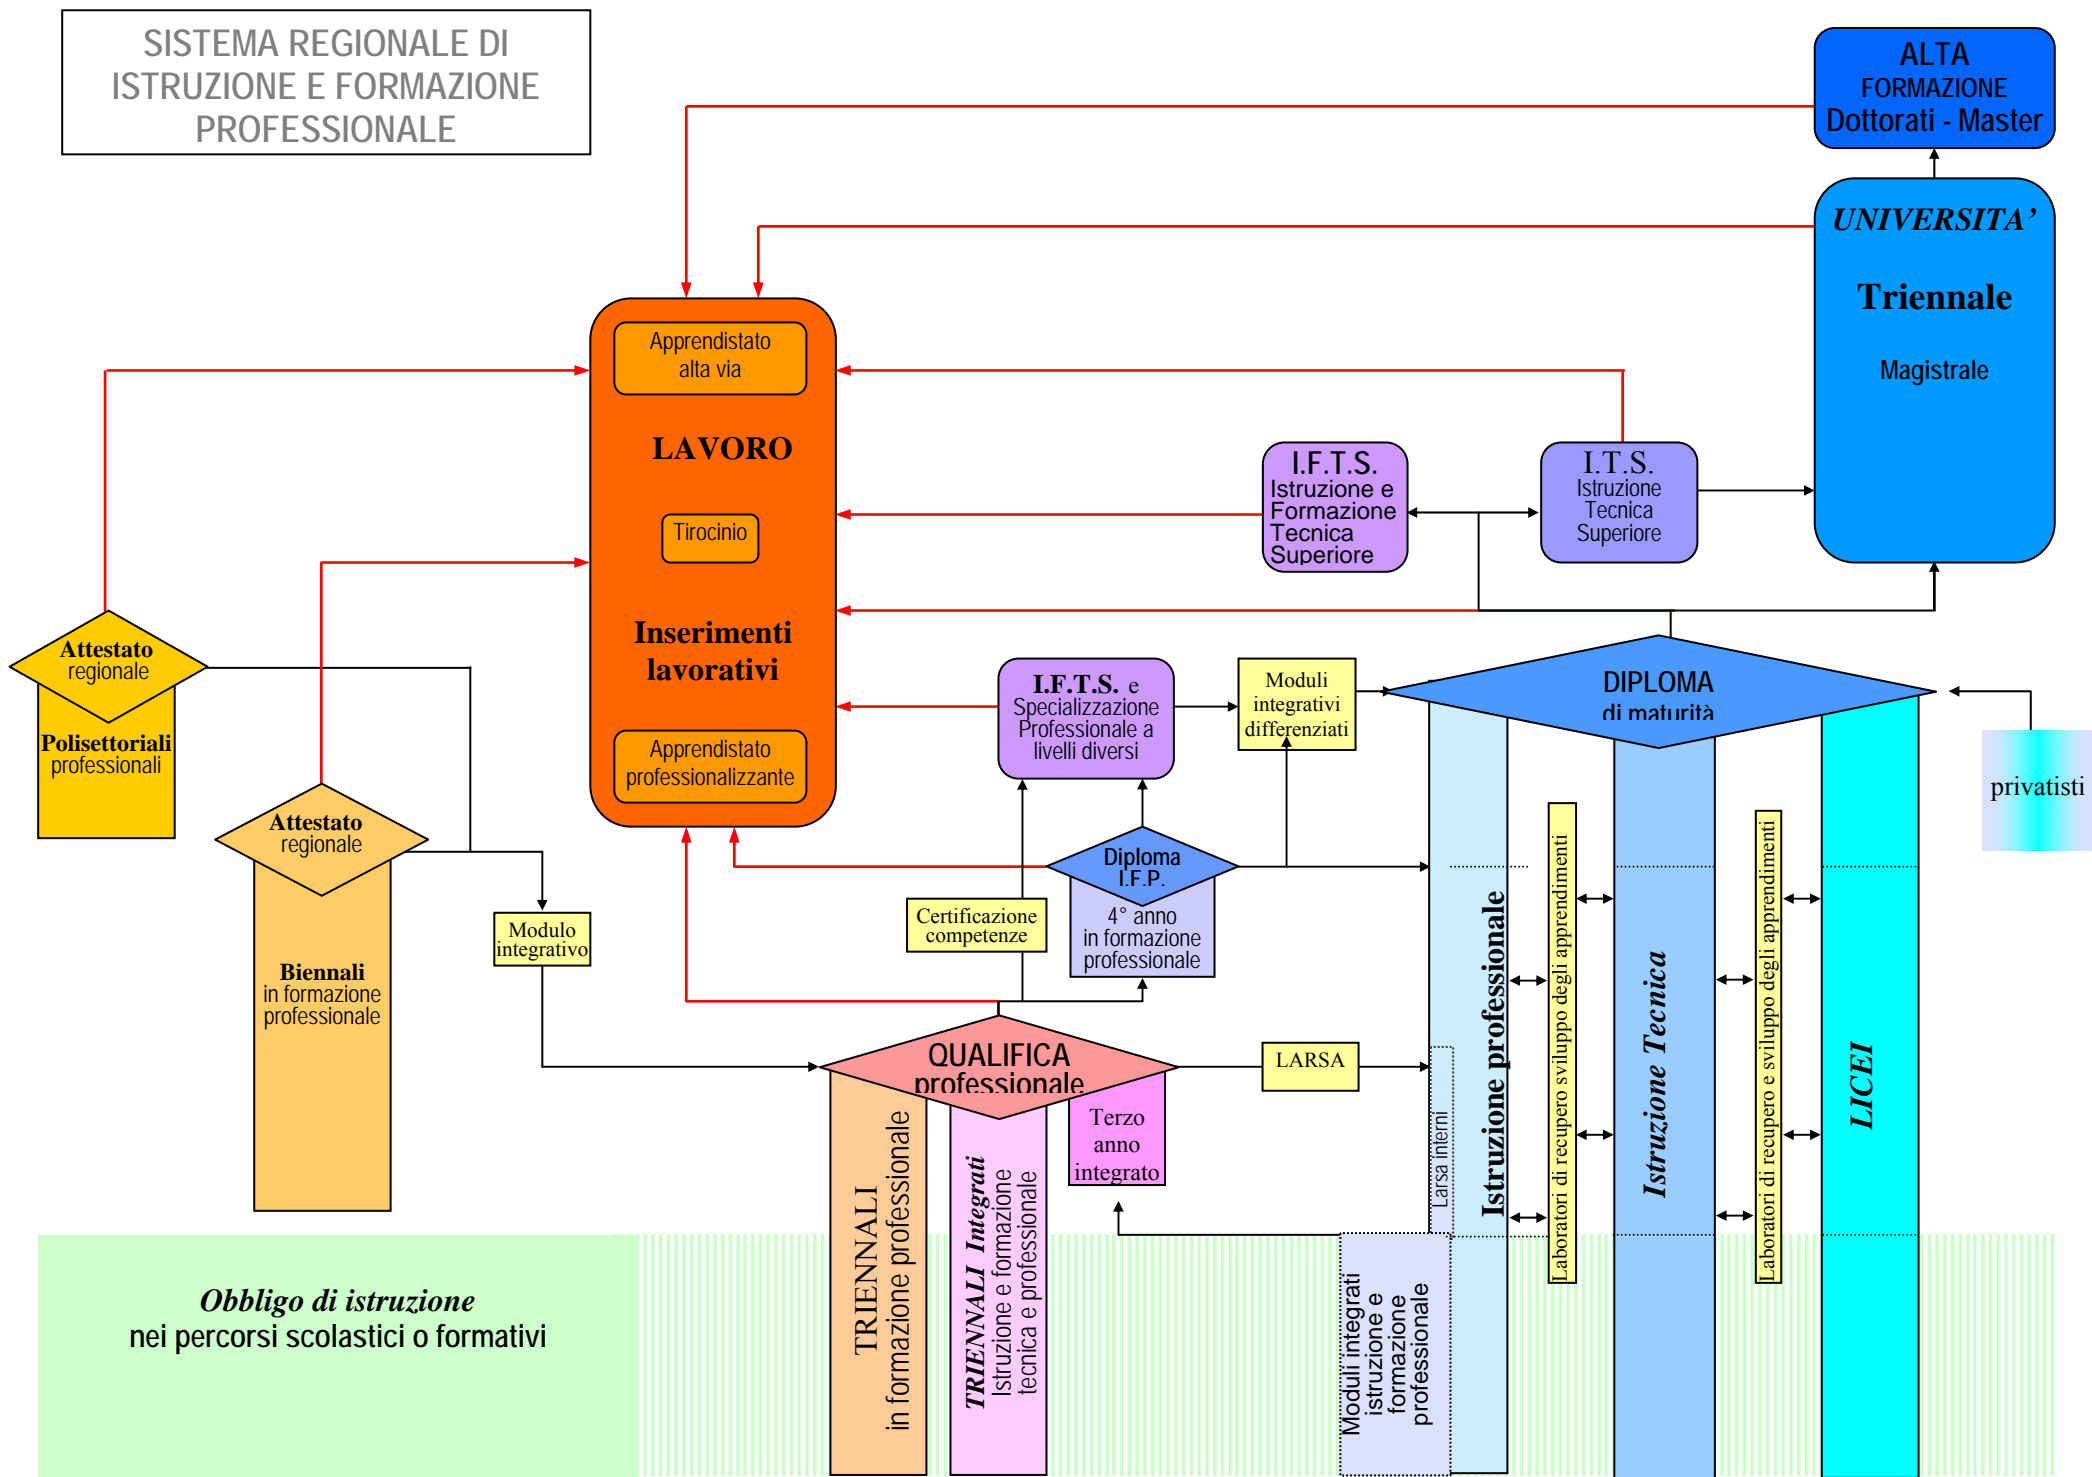 SISTEMA REGIONALE DI
ISTRUZIONE E FORMAZIONE
PROFESSIONALE
ALTA
FORMAZIONE
Dottorati - Master
UNIVERSITA’
Triennale
Magistrale
Apprendistato
alta via
LAVORO
Tirocinio
Inserimenti
lavorativi
Apprendistato
professionalizzante
I.F.T.S.
Istruzione e
Formazione
Tecnica
Superiore
I.T.S.
Istruzione
Tecnica
Superiore
Attestato
regionale
Polisettoriali
professionali
Attestato
regionale
Biennali
in formazione
professionale
Modulo
integrativo
I.F.T.S. e
Specializzazione
Professionale a
livelli diversi
Moduli
integrativi
differenziati
DIPLOMA
di maturità
privatisti
Diploma
I.F.P.
4° anno
in formazione
professionale
Certificazione
competenze
QUALIFICA
professionale
LARSA
TRIENNALI
in formazione professionale
TRIENNALI Integrati
Istruzione e formazione
tecnica e professionale
Terzo
anno
integrato
Larsa interni
Moduli integrati
istruzione e
formazione
professionale
Istruzione professionale
Laboratori di recupero sviluppo degli apprendimenti
Istruzione Tecnica
Laboratori di recupero e sviluppo degli apprendimenti
LICEI
Obbligo di istruzione
nei percorsi scolastici o formativi